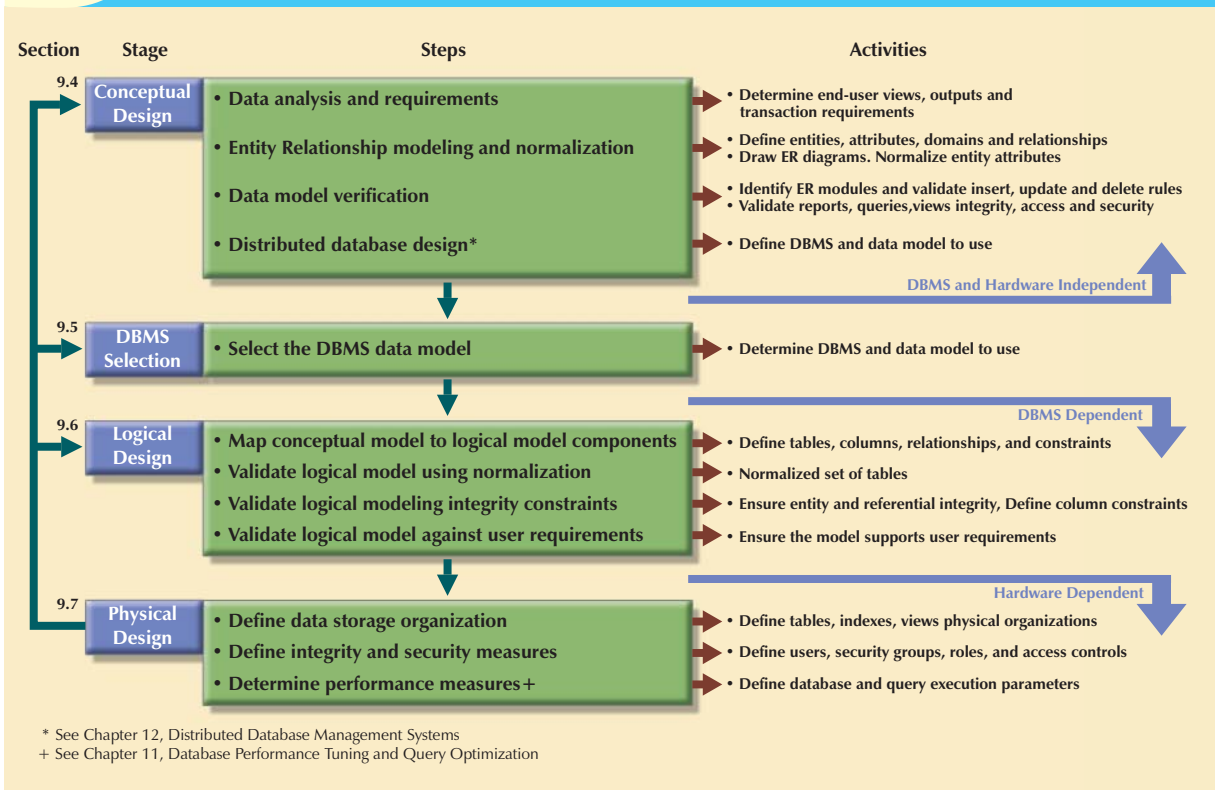 Section Stage Steps Activities
9.4
Conceptual
Design
• Data analysis and requirements
• Determine end-user views, outputs and
transaction requirements
• Entity Relationship modeling and normalization
• Define entities, attributes, domains and relationships
• Draw ER diagrams. Normalize entity attributes
• Data model verification
• Identify ER modules and validate insert, update and delete rules
• Validate reports, queries,views integrity, access and security
• Distributed database design*
• Define DBMS and data model to use
DBMS and Hardware Independent
9.5
DBMS
Selection
• Select the DBMS data model
• Determine DBMS and data model to use
DBMS Dependent
9.6
Logical
Design
• Map conceptual model to logical model components
• Define tables, columns, relationships, and constraints
• Validate logical model using normalization
• Normalized set of tables
• Validate logical modeling integrity constraints
• Ensure entity and referential integrity, Define column constraints
• Validate logical model against user requirements
• Ensure the model supports user requirements
Hardware Dependent
9.7
Physical
Design
• Define data storage organization
• Define tables, indexes, views physical organizations
• Define integrity and security measures
• Define users, security groups, roles, and access controls
• Determine performance measures+
• Define database and query execution parameters
* See Chapter 12, Distributed Database Management Systems
+ See Chapter 11, Database Performance Tuning and Query Optimization